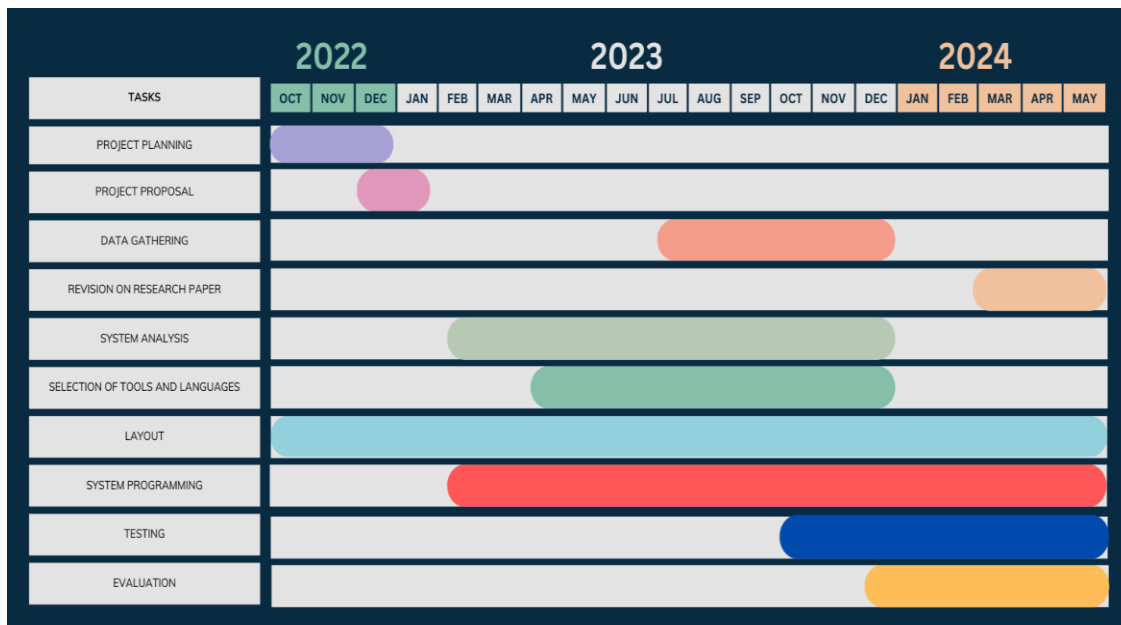 2022 2023 2024
TASKS OCT NOV DEC JAN FEB MAR APR MAY JUN JUL AUG SEP OCT NOV DEC JAN FEB MAR APR MAY
PROJECT PLANNING
PROJECT PROPOSAL
DATA GATHERING
REVISION ON RESEARCH PAPER
SYSTEM ANALYSIS
SELECTION OF TOOLS AND LANGUAGES
LAYOUT
SYSTEM PROGRAMMING
TESTING
EVALUATION